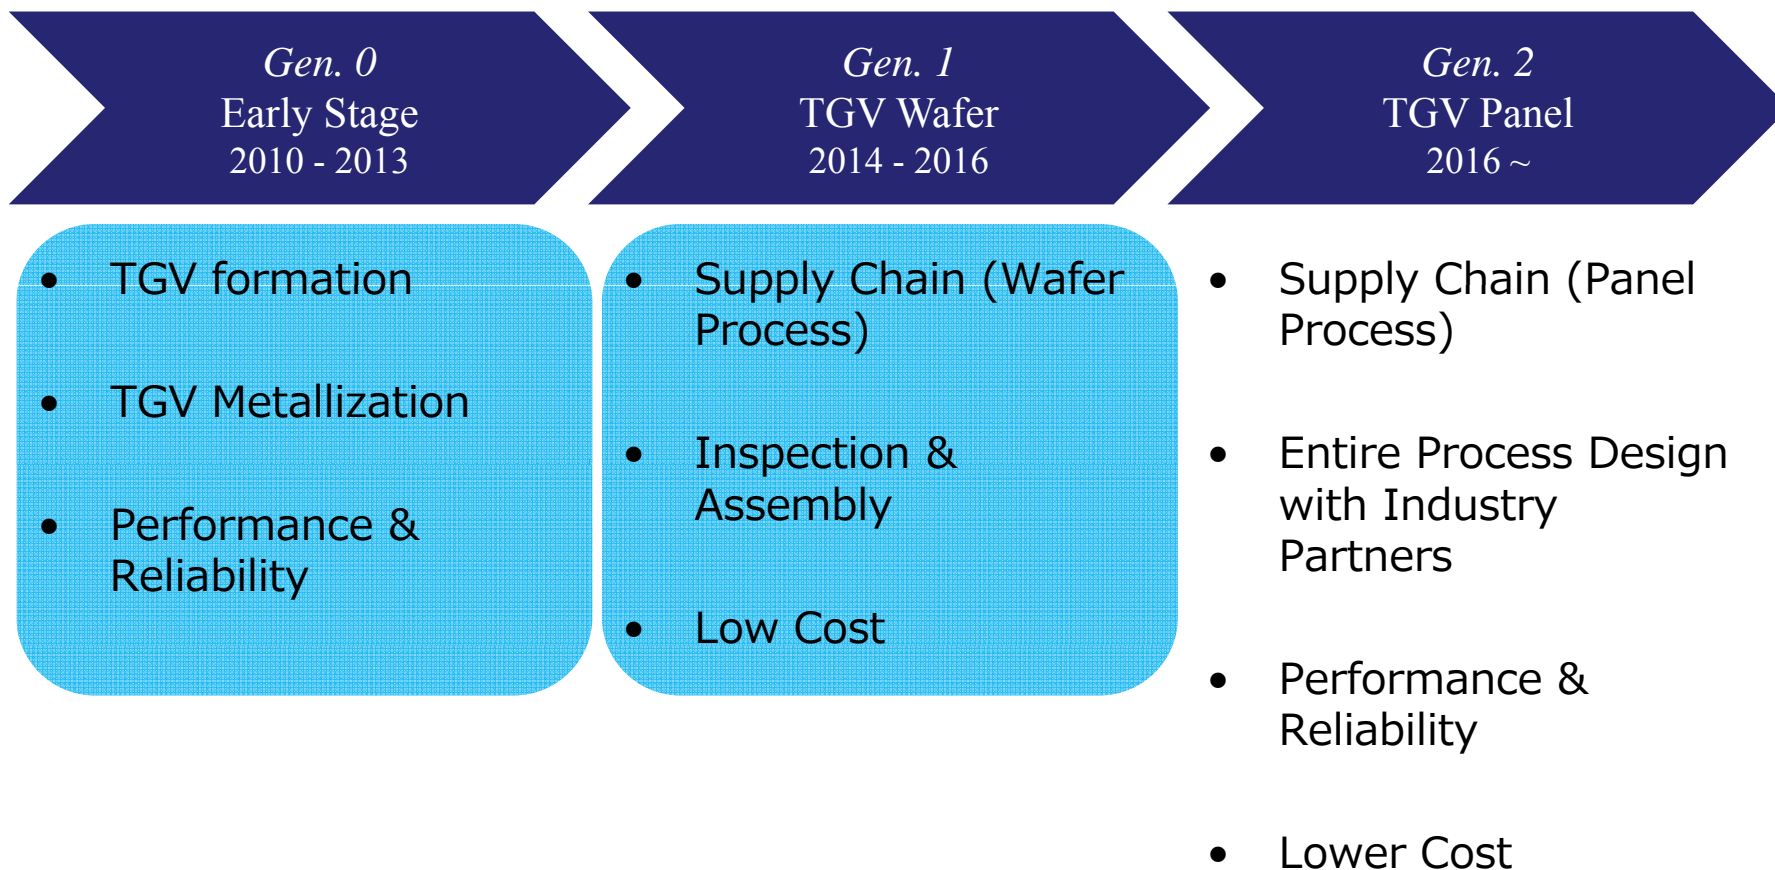 Gen. 0
Early Stage
2010 - 2013
Gen. 1
TGV Wafer
2014 - 2016
Gen. 2
TGV Panel
2016 ~
• TGV formation
• TGV Metallization
• Performance &
Reliability
• Supply Chain (Wafer
Process)
• Inspection &
Assembly
• Low Cost
• Supply Chain (Panel
Process)
• Entire Process Design
with Industry
Partners
• Performance &
Reliability
• Lower Cost